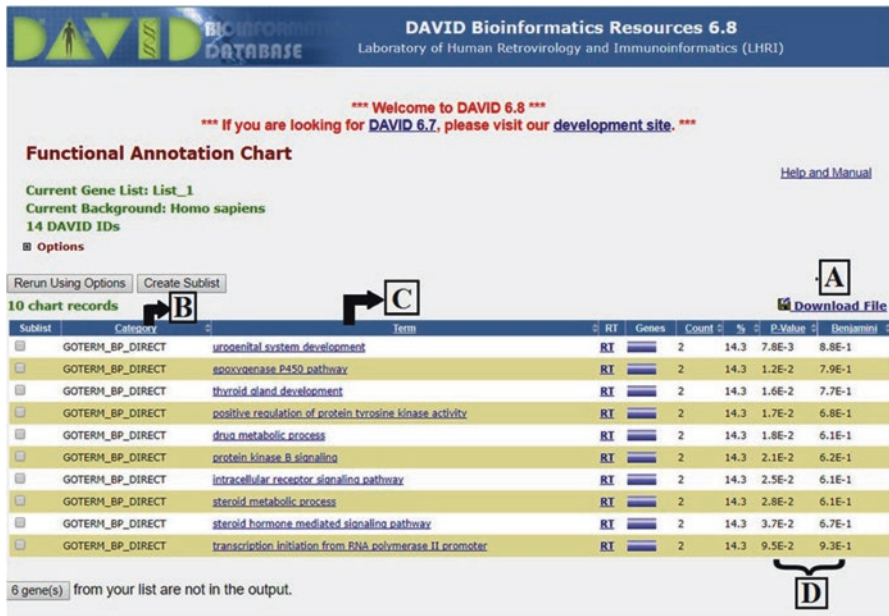 DAVID BIOINFORMATICS DAVID Bioinformatics Resources 6.8
DATABASE Laboratory of Human Retrovirology and Immunoinformatics (LHRI)
*** Welcome to DAVID 6.8 ***
*** If you are looking for DAVID 6.7, please visit our development site. ***
Functional Annotation Chart
Help and Manual
Current Gene List: List_1
Current Background: Homo sapiens
14 DAVID IDs
Options
A
Rerun Using Options Create Sublist
B C
10 chart records Download File
Sublist Category Term RT Genes Count % P-Value Benjamini
GOTERM_BP_DIRECT urogenital system development RT 2 14.3 7.8E-3 8.8E-1
GOTERM_BP_DIRECT epoxygenase P450 pathway RT 2 14.3 1.2E-2 7.9E-1
GOTERM_BP_DIRECT thyroid gland development RT 2 14.3 1.6E-2 7.7E-1
GOTERM_BP_DIRECT positive regulation of protein tyrosine kinase activity RT 2 14.3 1.7E-2 6.8E-1
GOTERM_BP_DIRECT drug metabolic process RT 2 14.3 1.8E-2 6.1E-1
GOTERM_BP_DIRECT protein kinase B signaling RT 2 14.3 2.1E-2 6.2E-1
GOTERM_BP_DIRECT intracellular receptor signaling pathway RT 2 14.3 2.5E-2 6.1E-1
GOTERM_BP_DIRECT steroid metabolic process RT 2 14.3 2.8E-2 6.1E-1
GOTERM_BP_DIRECT steroid hormone mediated signaling pathway RT 2 14.3 3.7E-2 6.7E-1
GOTERM_BP_DIRECT transcription initiation from RNA polymerase II promoter RT 2 14.3 9.5E-2 9.3E-1
6 gene(s) from your list are not in the output.
D